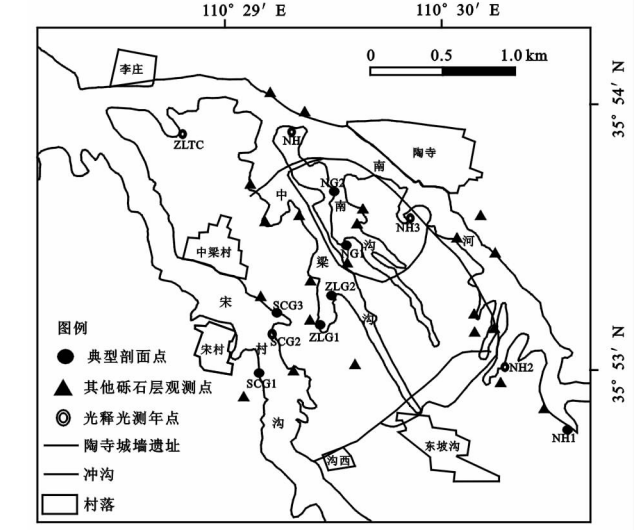 110° 29′ E
110° 30′ E
0 0.5 1.0 km
35° 54′ N
35° 53′ N
李庄
陶寺
ZLTC
NH
南
河
NG2
南
沟
NH3
NG1
中
梁
沟
中梁村
ZLG2
ZLG1
宋
村
沟
SCG3
SCG2
SCG1
宋村
NH2
NH1
东坡沟
沟西
图例
典型剖面点
其他砾石层观测点
光释光测年点
陶寺城墙遗址
冲沟
村落